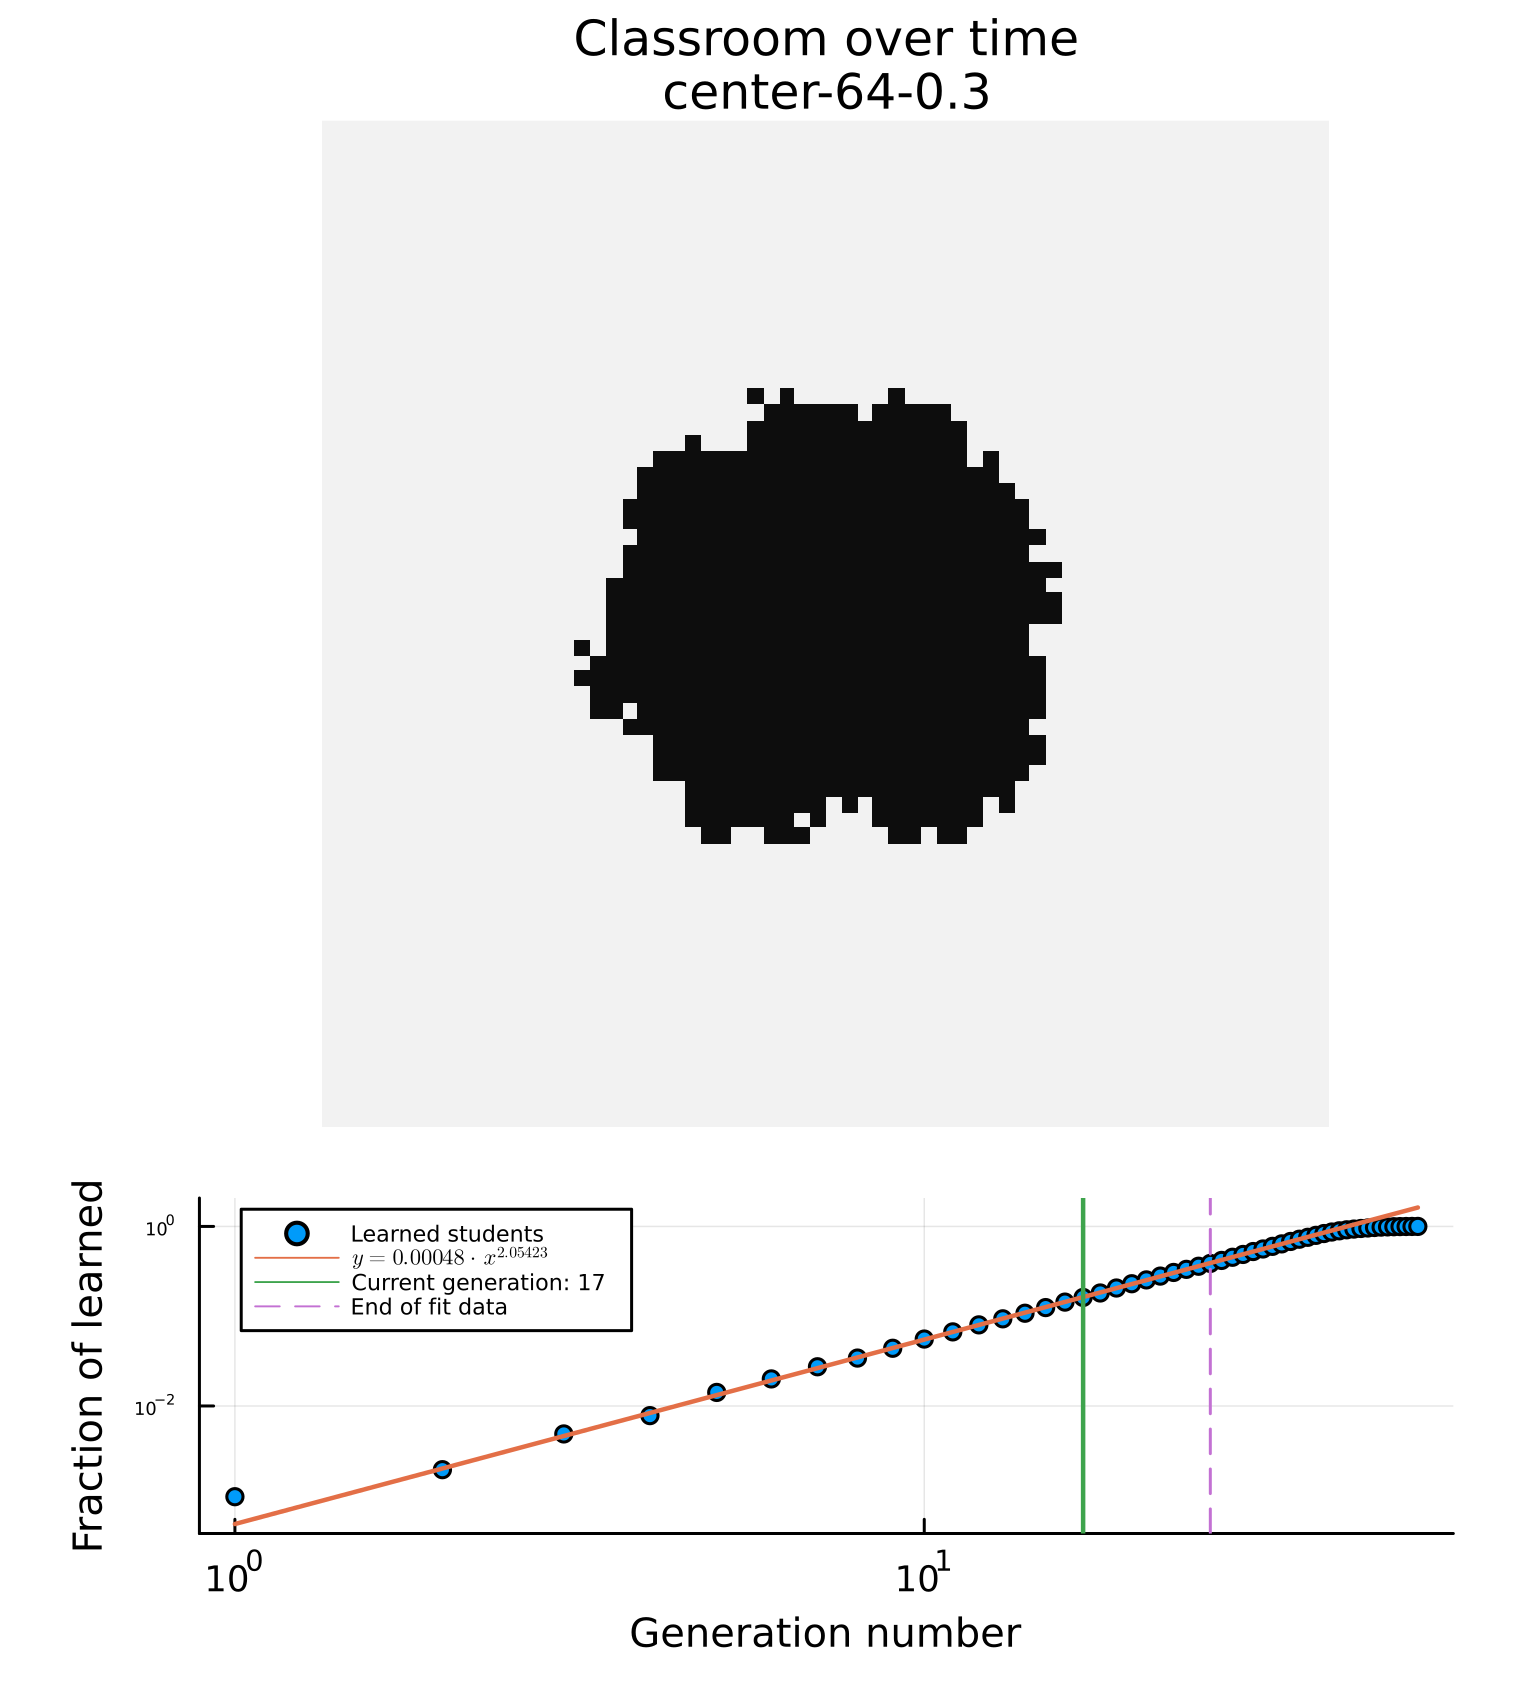 Classroom over time
center-64-0.3
10^0
10^-2
Fraction of learned
Learned students
y = 0.00048 · x^2.05423
Current generation: 17
End of fit data
10^0
10^1
Generation number